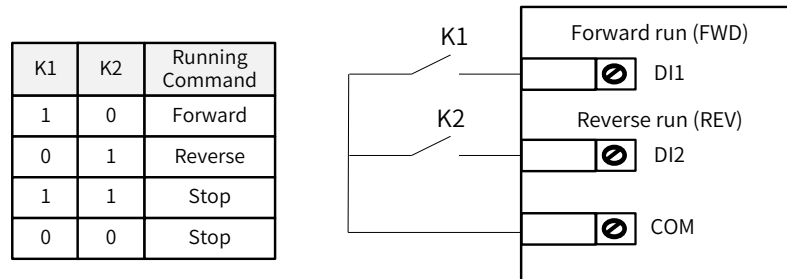 K1 K2 Running
Command
1 0 Forward
0 1 Reverse
1 1 Stop
0 0 Stop
K1
Forward run (FWD)
DI1
K2
Reverse run (REV)
DI2
COM